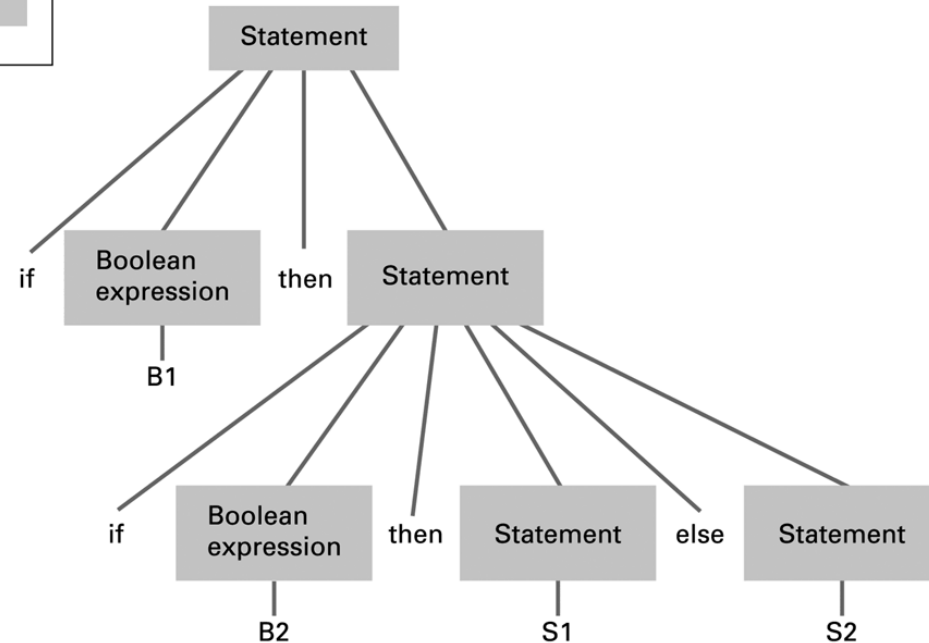 Statement
if
Boolean
expression
then
Statement
B1
if
Boolean
expression
then
Statement
else
Statement
B2
S1
S2